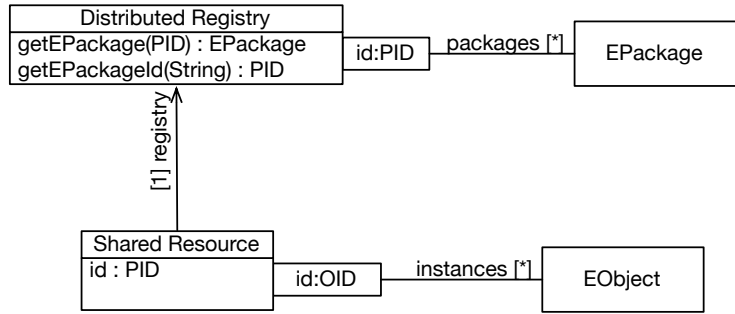 Distributed Registry
getEPackage(PID) : EPackage
getEPackageId(String) : PID
id:PID
packages [*]
EPackage
[1] registry
Shared Resource
id : PID
id:OID
instances [*]
EObject